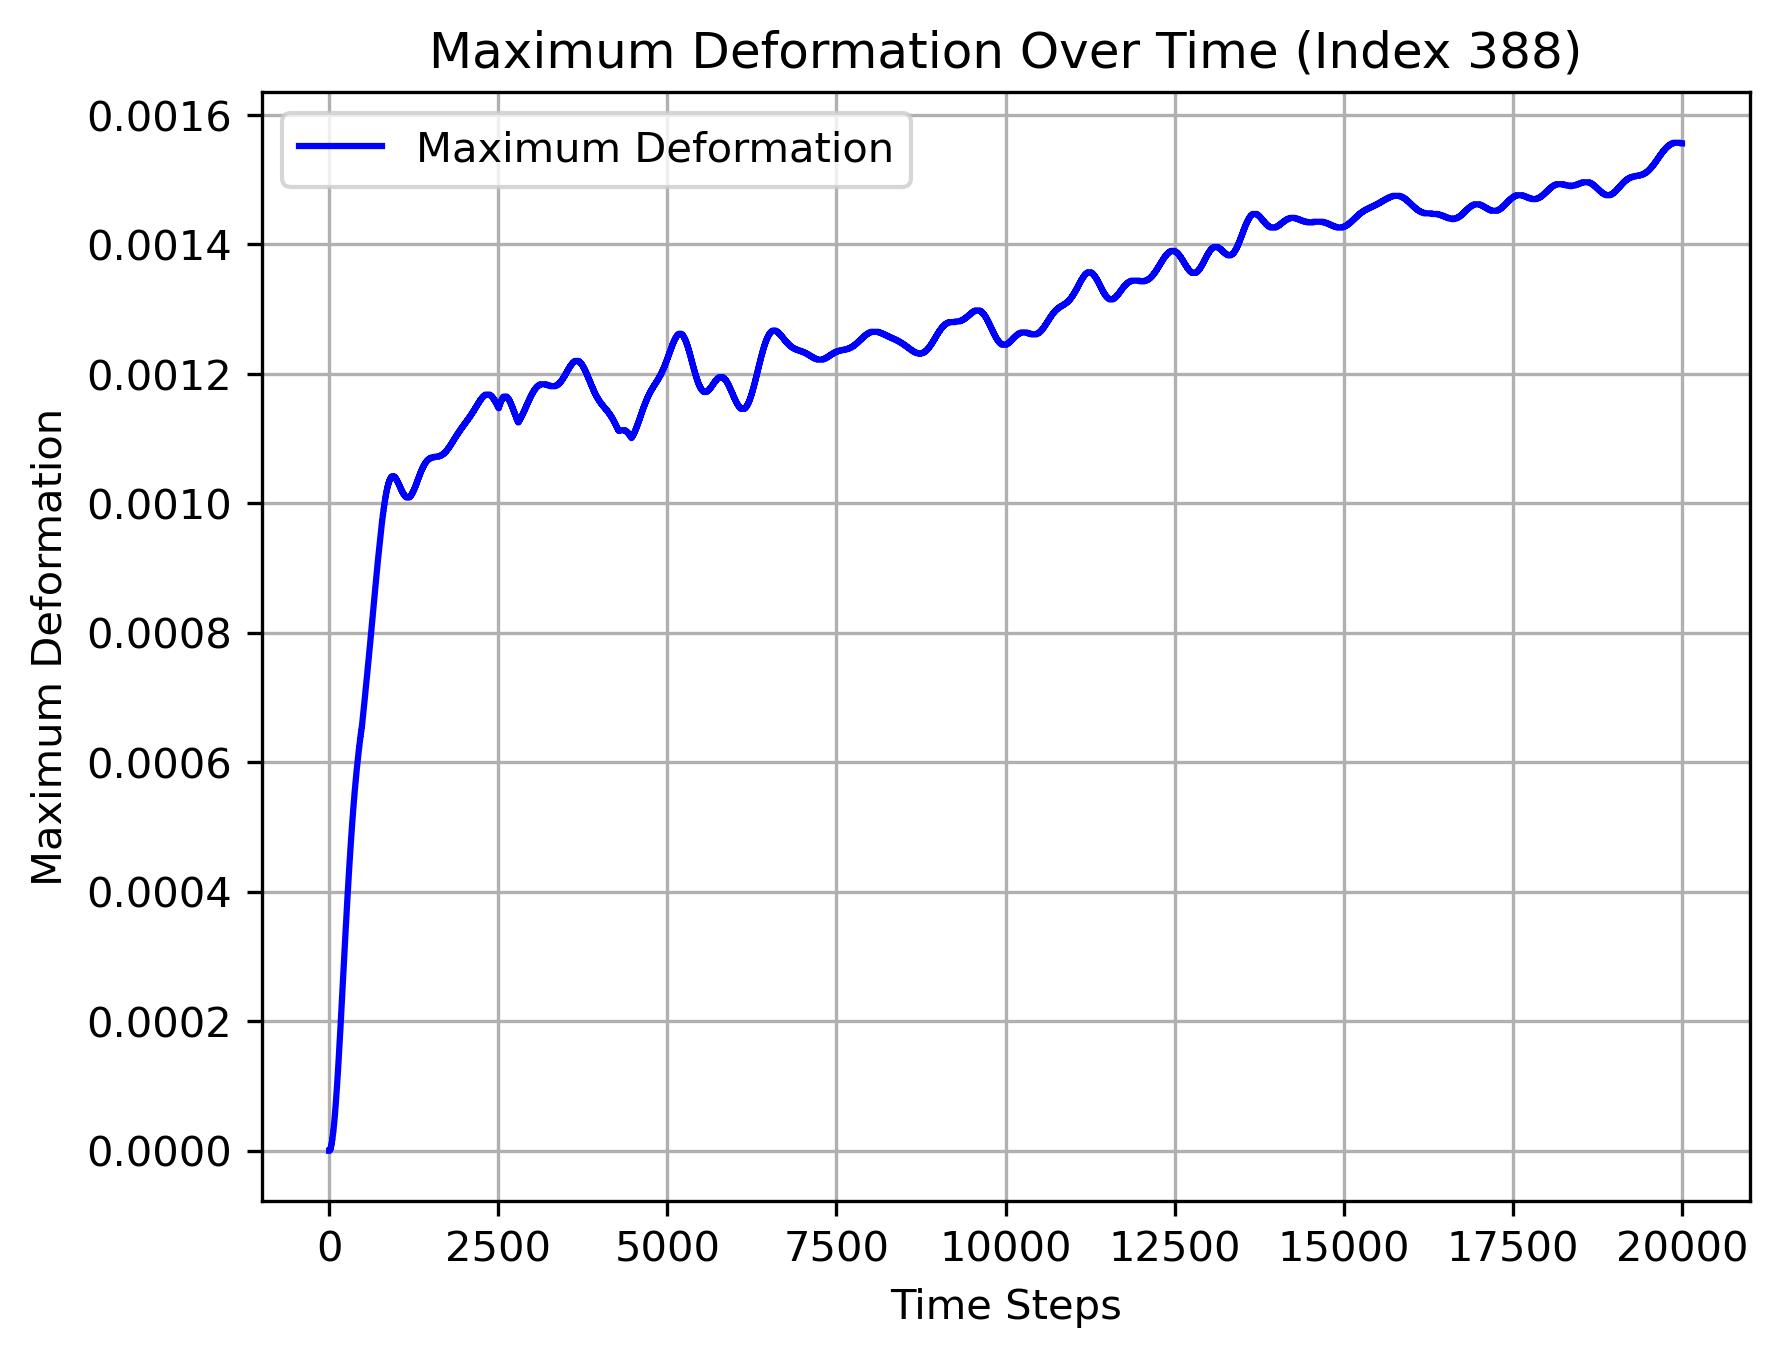 Maximum Deformation Over Time (Index 388)
Maximum Deformation
0.0016
0.0014
0.0012
0.0010
0.0008
0.0006
0.0004
0.0002
0.0000
Maximum Deformation
0 2500 5000 7500 10000 12500 15000 17500 20000
Time Steps